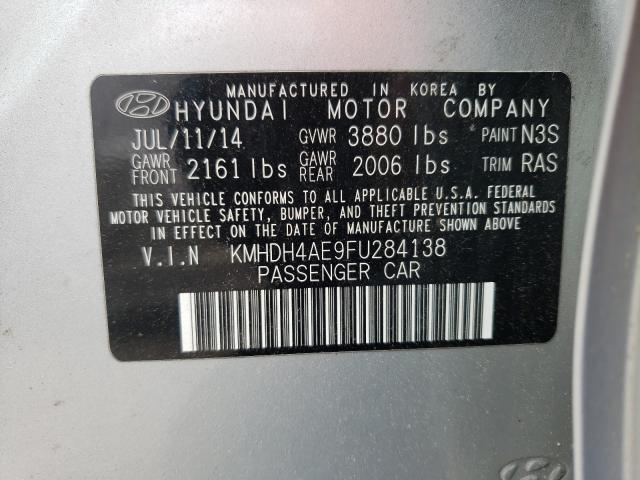 MANUFACTURED IN KOREA BY
HYUNDAI MOTOR COMPANY
JUL/11/14 GVWR 3880 lbs PAINT N3S
GAWR FRONT 2161 lbs GAWR REAR 2006 lbs TRIM RAS
THIS VEHICLE CONFORMS TO ALL APPLICABLE U.S.A. FEDERAL
MOTOR VEHICLE SAFETY, BUMPER, AND THEFT PREVENTION STANDARDS
IN EFFECT ON THE DATE OF MANUFACTURE SHOWN ABOVE
V.I.N KMHDH4AE9FU284138
PASSENGER CAR